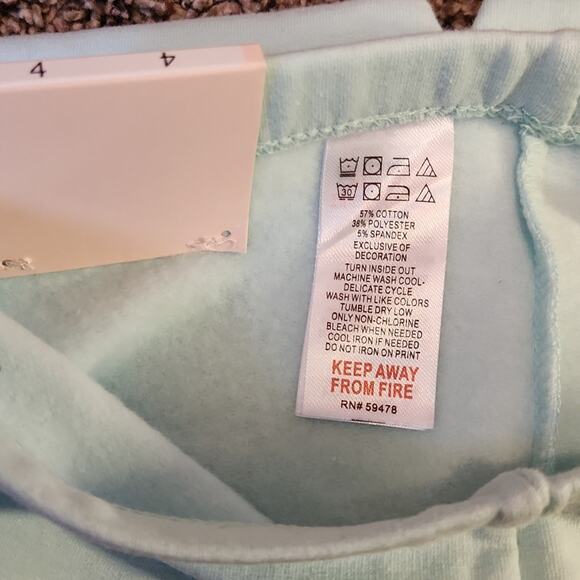 4 4
30
57% COTTON
38% POLYESTER
5% SPANDEX
EXCLUSIVE OF
DECORATION
TURN INSIDE OUT
MACHINE WASH COOL-
DELICATE CYCLE
WASH WITH LIKE COLORS
TUMBLE DRY LOW
ONLY NON-CHLORINE
BLEACH WHEN NEEDED
COOL IRON IF NEEDED
DO NOT IRON ON PRINT
KEEP AWAY
FROM FIRE
RN# 59478